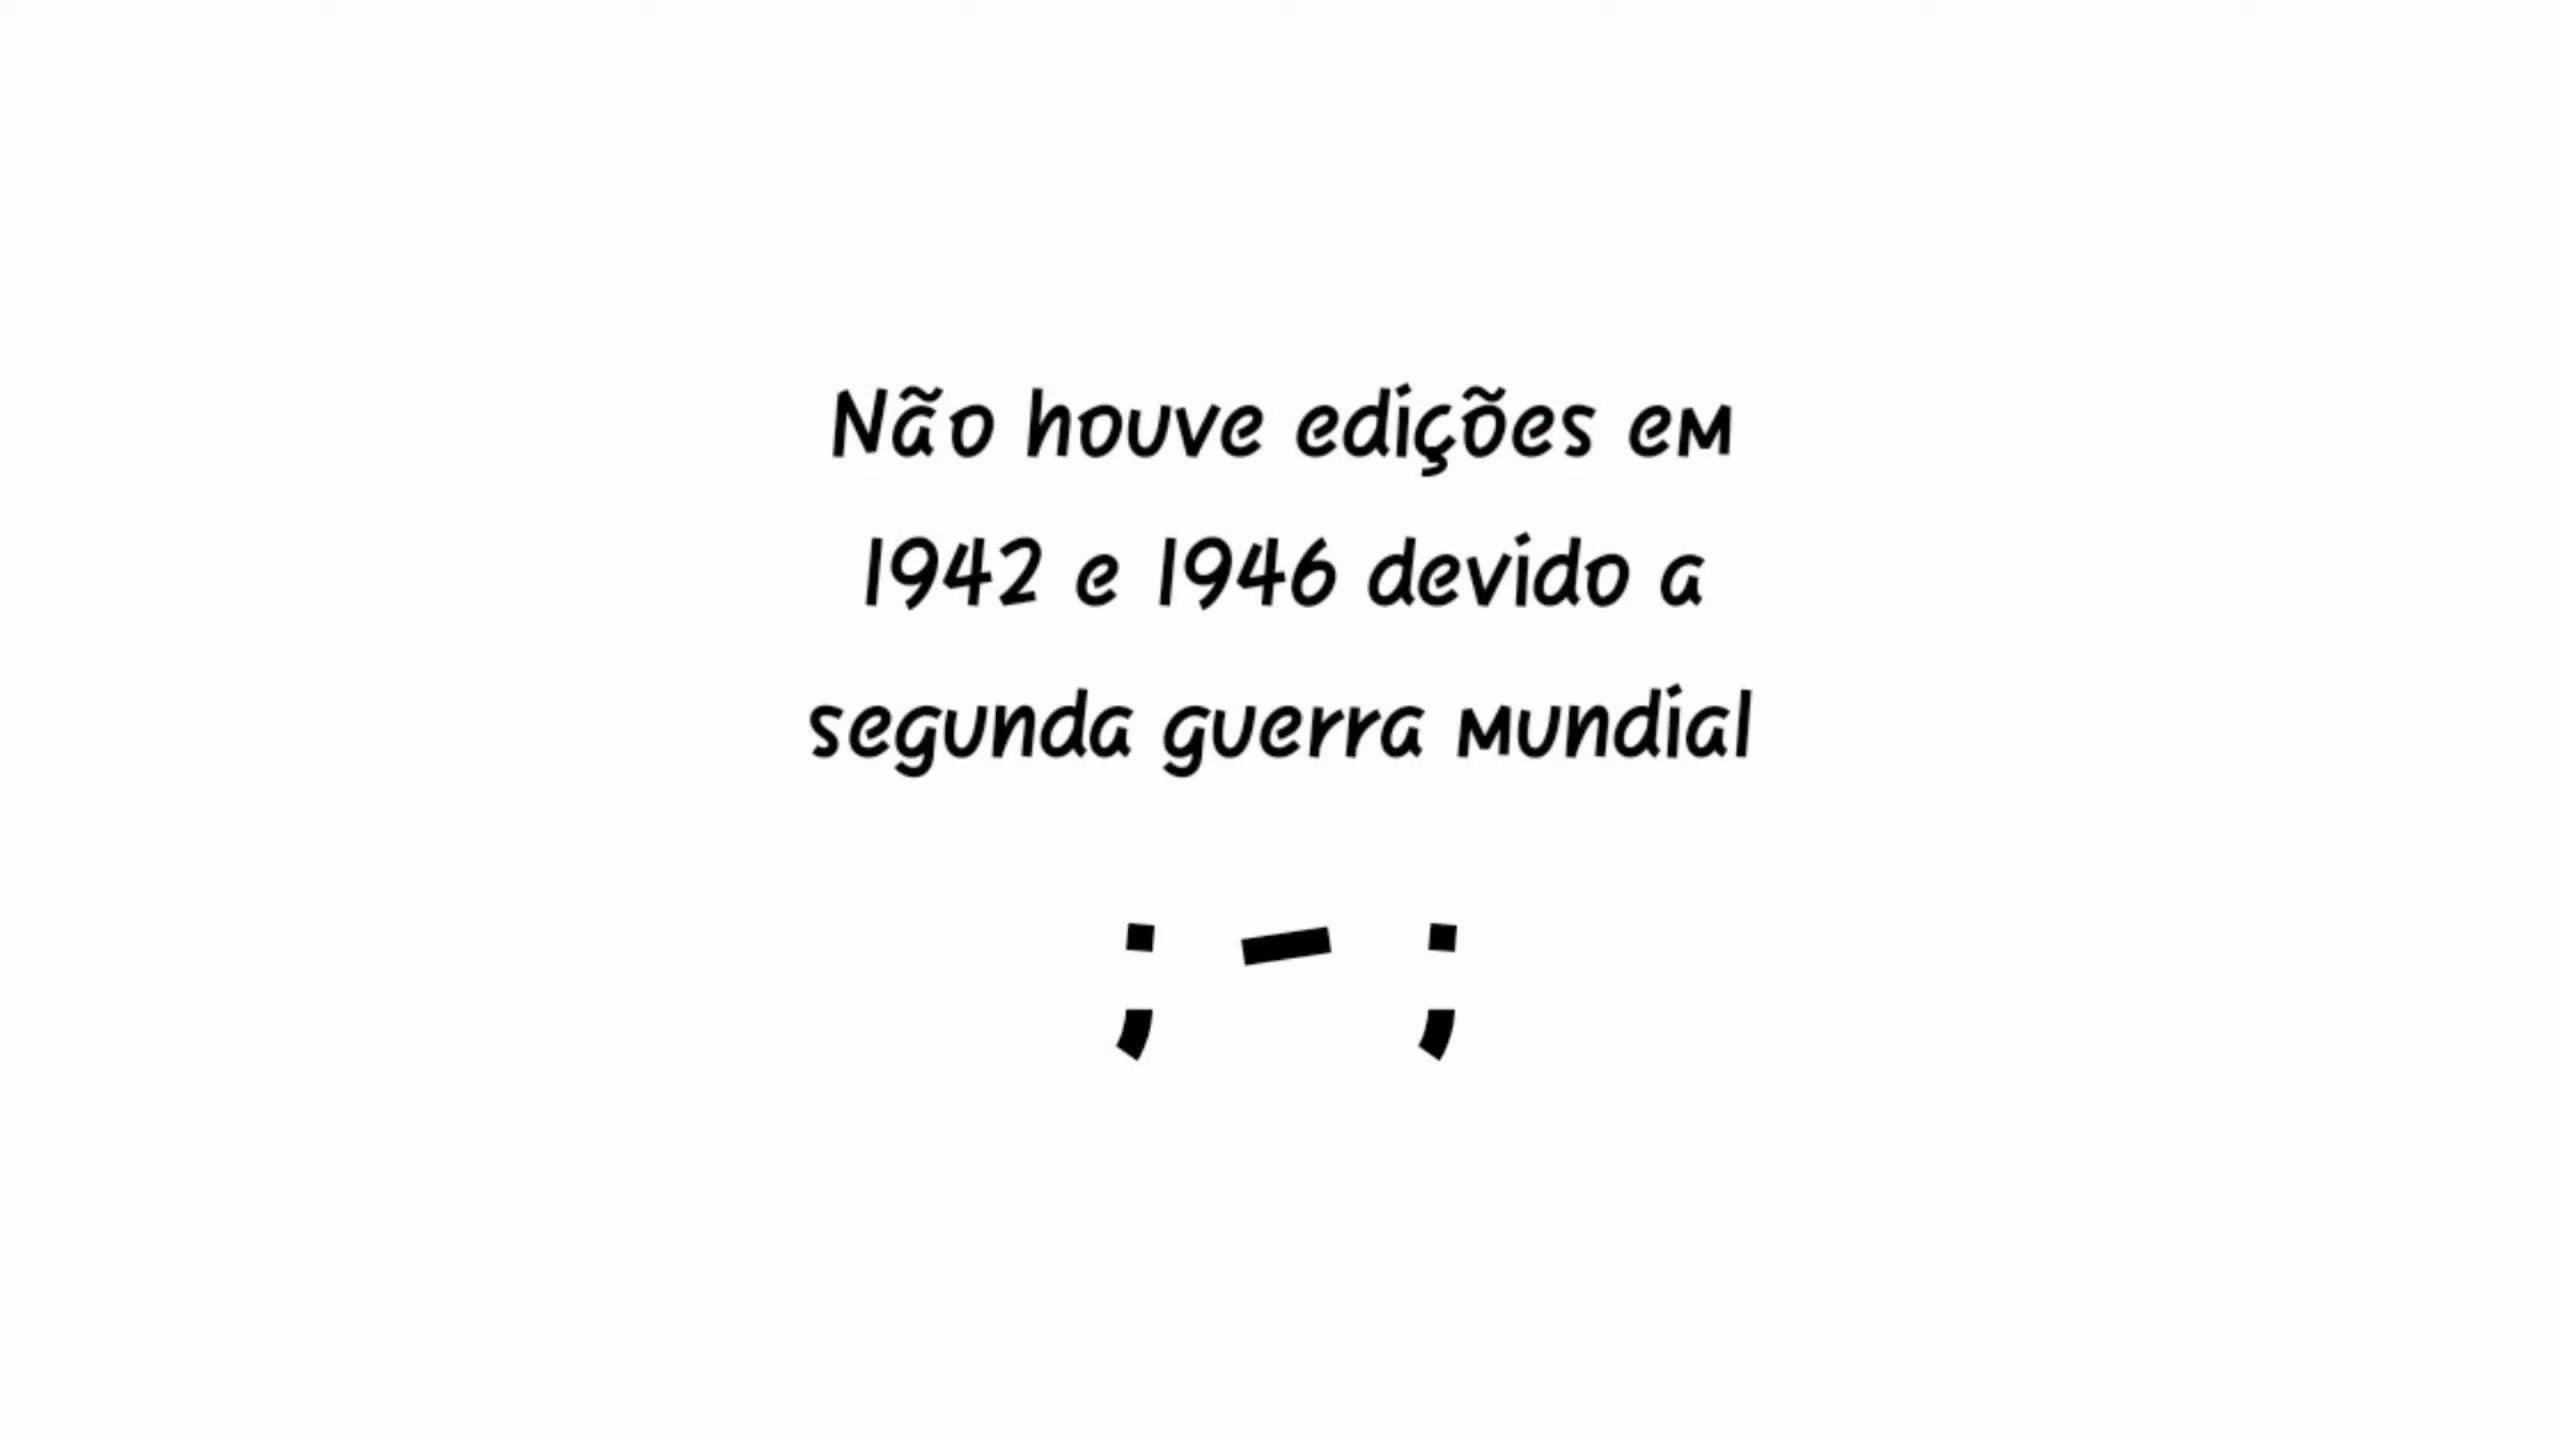 Não houve edições em
1942 e 1946 devido a
segunda guerra mundial
; - ;